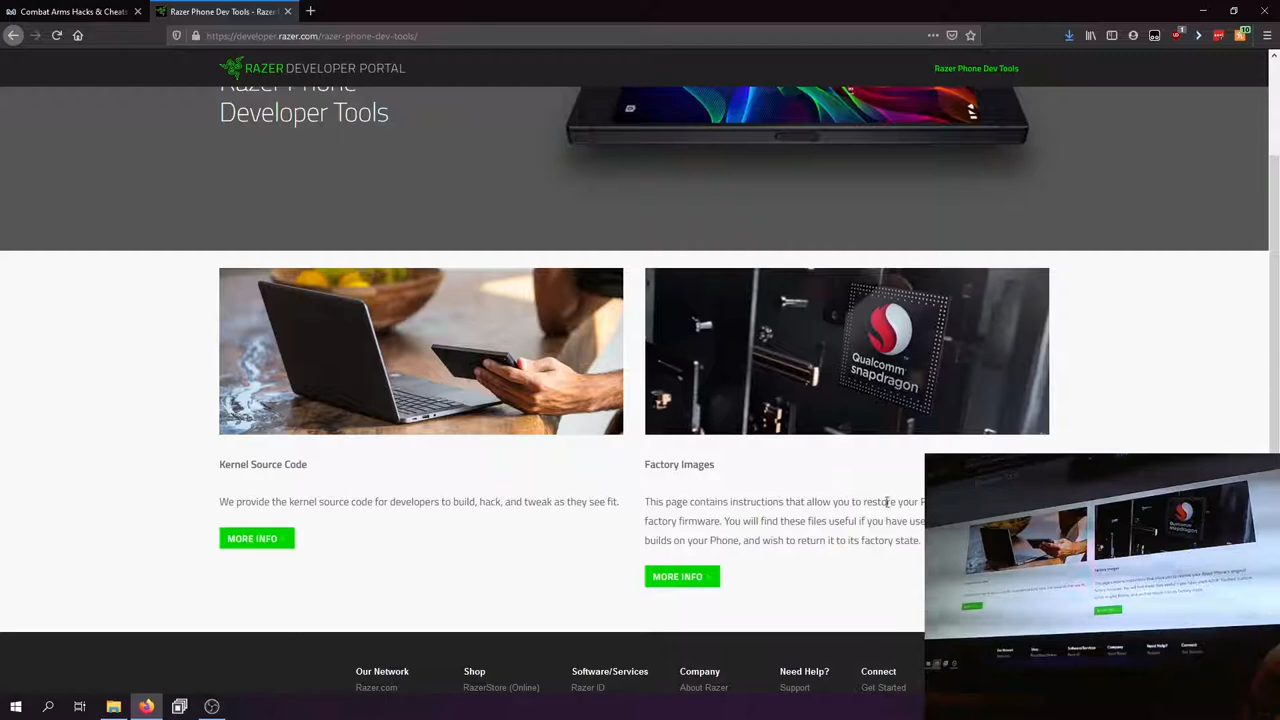 Combat Arms Hacks & Cheats
Razer Phone Dev Tools - Razer
https://developer.razer.com/razer-phone-dev-tools/
1
10
RAZER DEVELOPER PORTAL
Razer Phone Dev Tools
Razer Phone
Developer Tools
Qualcomm
snapdragon
Kernel Source Code
We provide the kernel source code for developers to build, hack, and tweak as they see fit.
MORE INFO
Factory Images
This page contains instructions that allow you to restore your
factory firmware. You will find these files useful if you have
builds on your Phone, and wish to return it to its factory state.
MORE INFO
Our Network
Shop
Software/Services
Company
Need Help?
Connect
Razer.com
RazerStore (Online)
Razer ID
About Razer
Support
Get Started